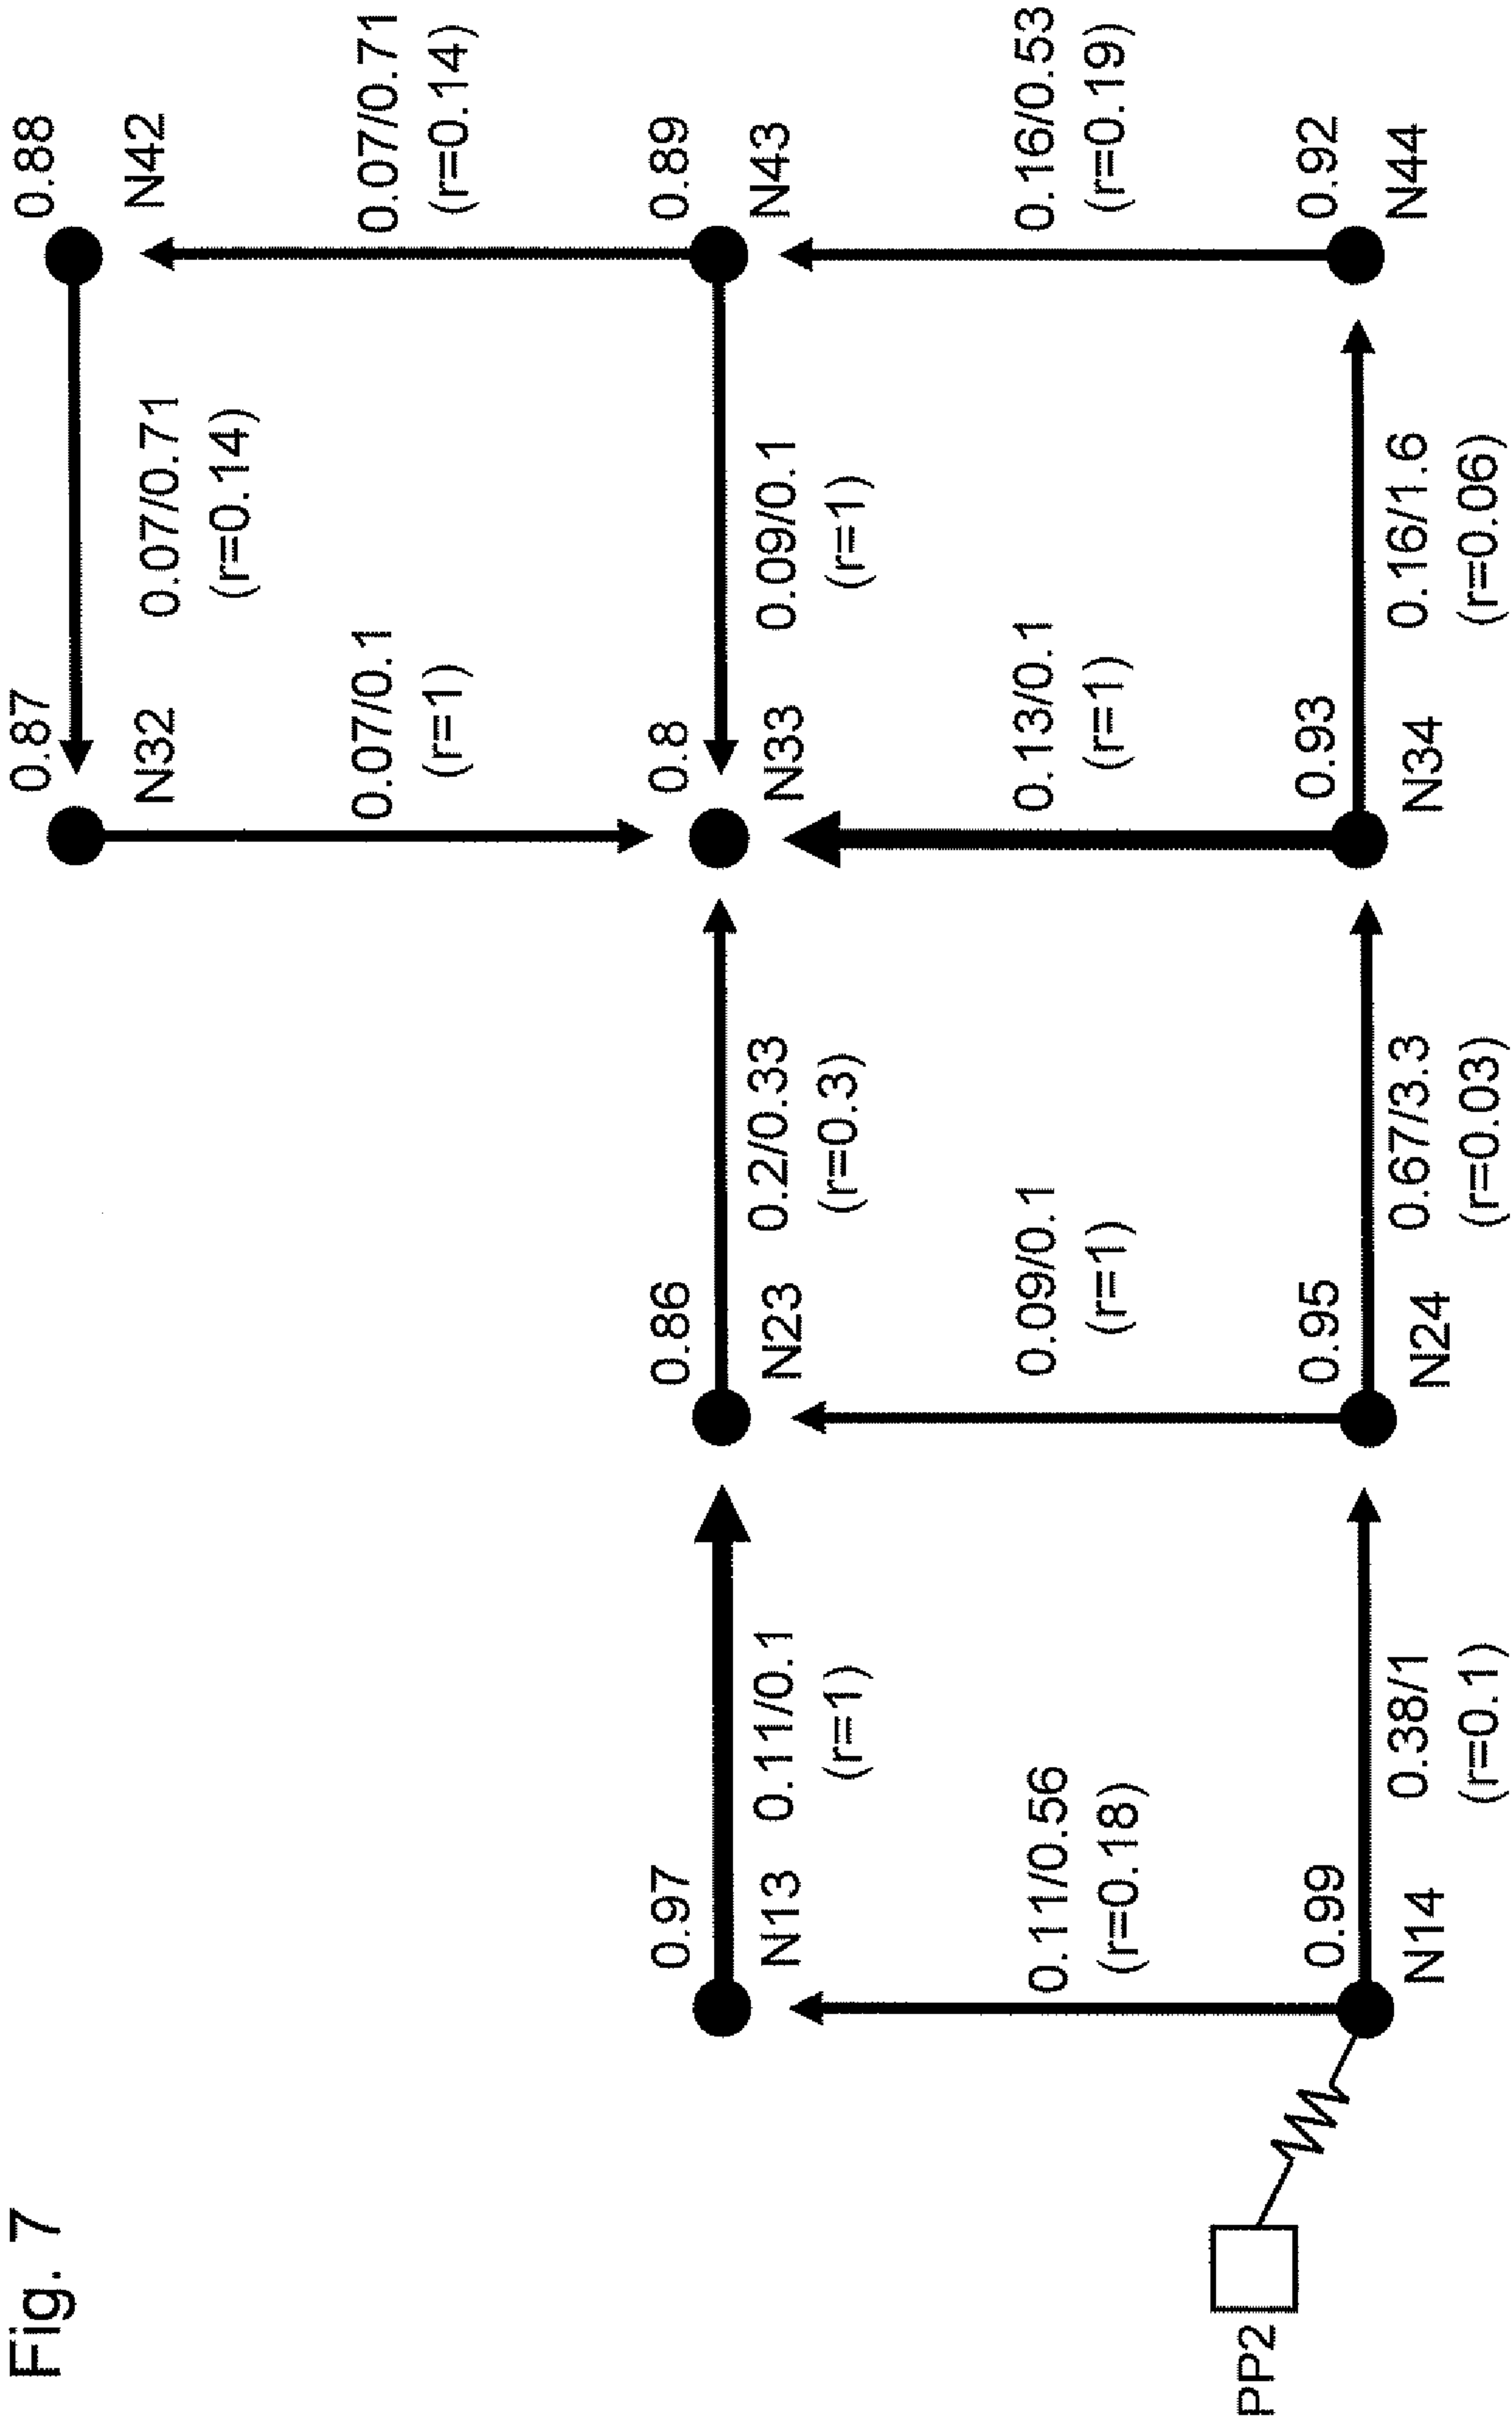 Fig. 7
0.87
0.88
N32
N42
0.07/0.71
(r=0.14)
0.07/0.1
(r=1)
0.07/0.71
(r=0.14)
0.97
0.86
0.8
0.89
N13
0.11/0.1
(r=1)
N23
0.2/0.33
(r=0.3)
N33
0.09/0.1
(r=1)
N43
0.11/0.56
(r=0.18)
0.09/0.1
(r=1)
0.13/0.1
(r=1)
0.16/0.53
(r=0.19)
PP2
0.99
0.95
0.93
0.92
N14
0.38/1
(r=0.1)
N24
0.67/3.3
(r=0.03)
N34
0.16/1.6
(r=0.06)
N44